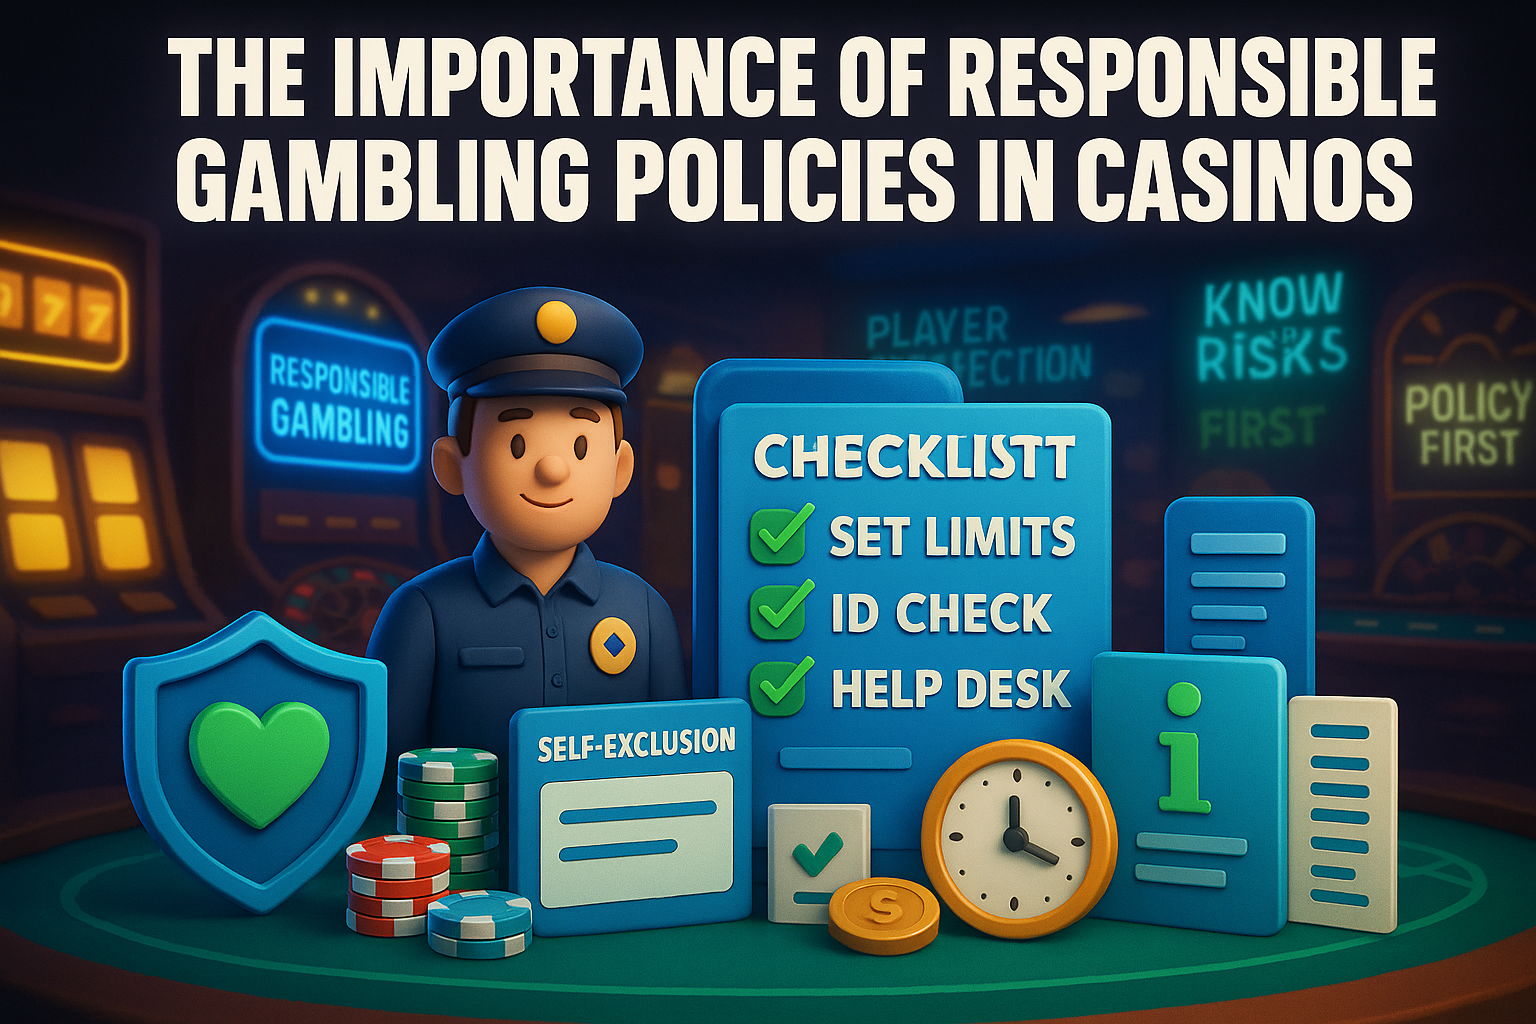 THE IMPORTANCE OF RESPONSIBLE
GAMBLING POLICIES IN CASINOS
777
RESPONSIBLE
GAMBLING
PLAYER
KNOW
RISKS
FIRST
POLICY
FIRST
CHECKLISTT
SET LIMITS
ID CHECK
HELP DESK
SELF-EXCLUSION
i
S